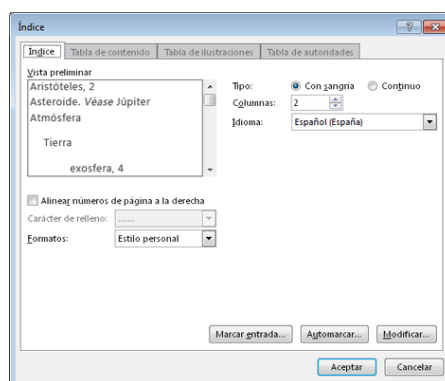 Índice
Índice Tabla de contenido Tabla de ilustraciones Tabla de autoridades
Vista preliminar
Aristóteles, 2
Asteroide. Véase Júpiter
Atmósfera
Tierra
exosfera, 4
Tipo: Con sangría Continuo
Columnas: 2
Idioma: Español (España)
Alinear números de página a la derecha
Carácter de relleno: .......
Formatos: Estilo personal
Marcar entrada... Automarcar... Modificar...
Aceptar Cancelar